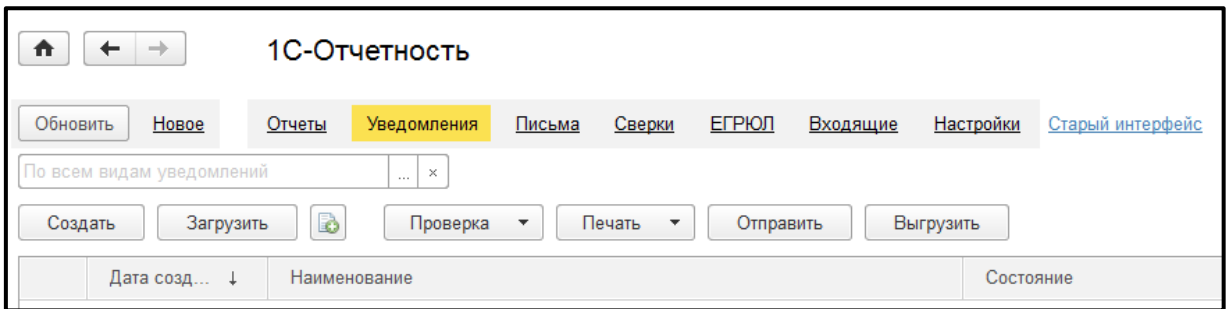 1С-Отчетность
Обновить Новое Отчеты Уведомления Письма Сверки ЕГРЮЛ Входящие Настройки Старый интерфейс
По всем видам уведомлений ... ×
Создать Загрузить Проверка Печать Отправить Выгрузить
Дата созд... ↓ Наименование Состояние